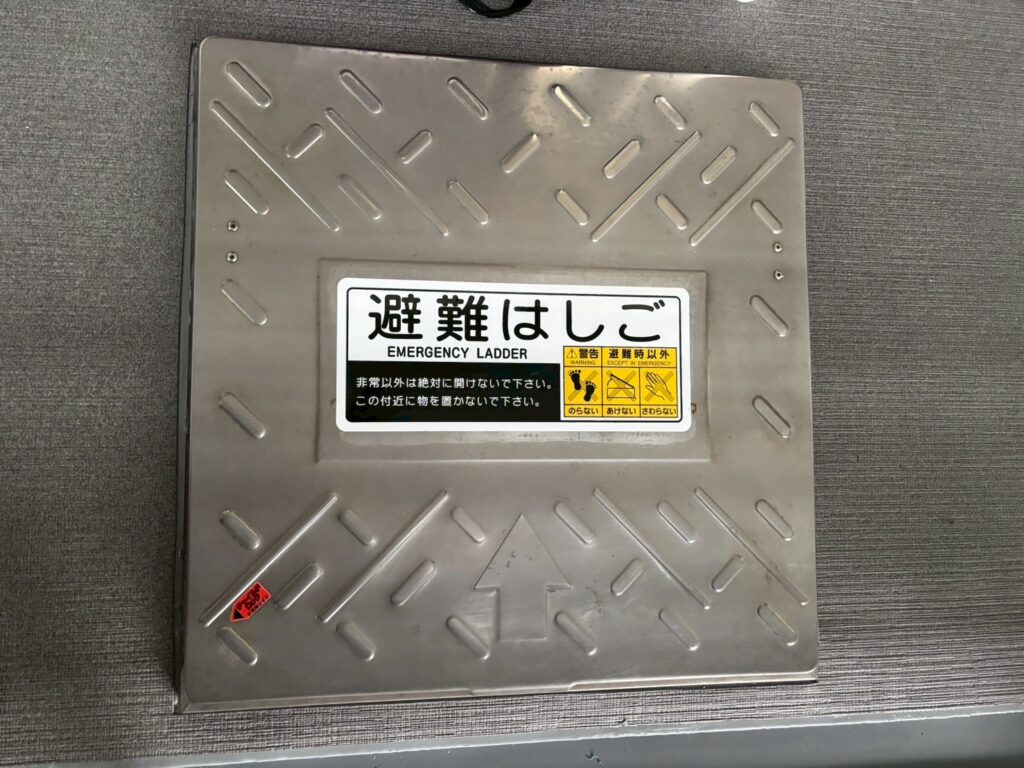 避難はしご
EMERGENCY LADDER
非常以外は絶対に開けないで下さい。
この付近に物を置かないで下さい。
警告 避難時以外
WARNING EXCEPT IN EMERGENCY
のらない あけない さわらない